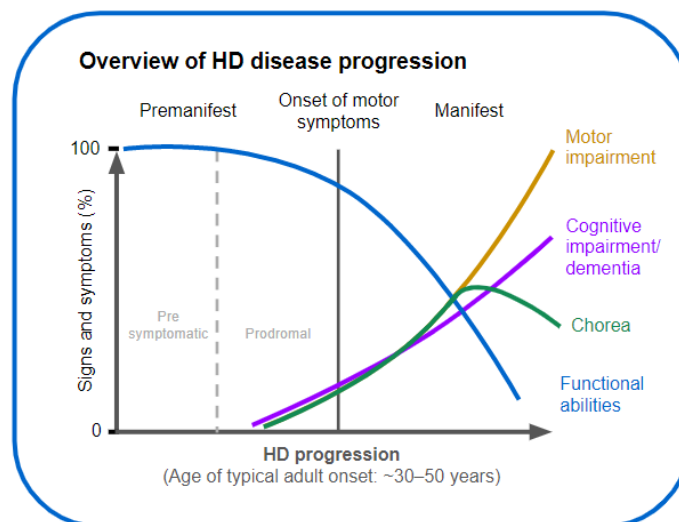 Overview of HD disease progression
Premanifest
Onset of motor
symptoms
Manifest
100
Signs and symptoms (%)
0
Pre
symptomatic
Prodromal
Motor
impairment
Cognitive
impairment/
dementia
Chorea
Functional
abilities
HD progression
(Age of typical adult onset: ~30–50 years)